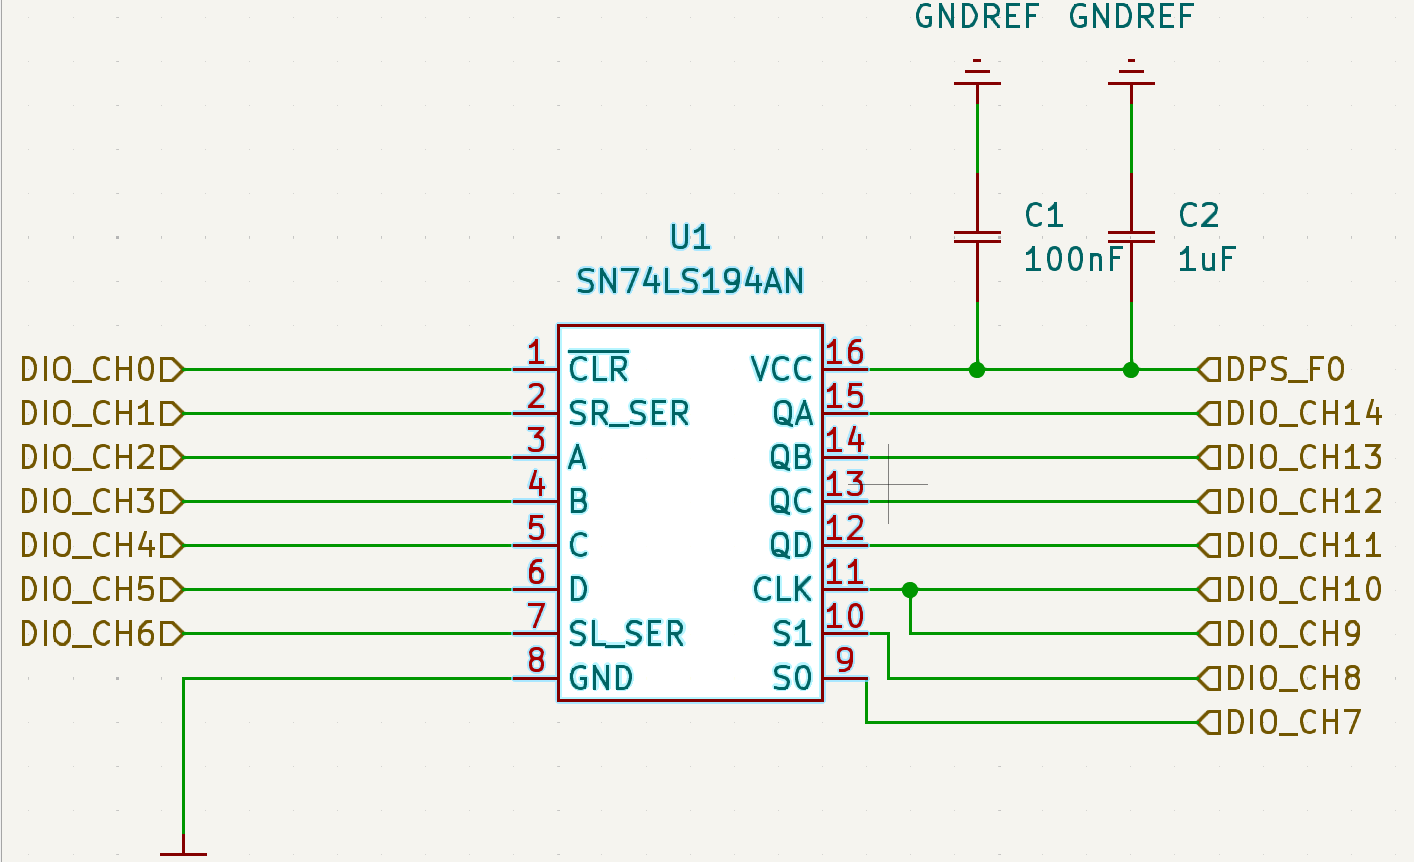 GNDREF GNDREF
C1 C2
100nF 1uF
U1
SN74LS194AN
DIO_CH0 1 CLR VCC 16 DPS_F0
DIO_CH1 2 SR_SER QA 15 DIO_CH14
DIO_CH2 3 A QB 14 DIO_CH13
DIO_CH3 4 B QC 13 DIO_CH12
DIO_CH4 5 C QD 12 DIO_CH11
DIO_CH5 6 D CLK 11 DIO_CH10
DIO_CH6 7 SL_SER S1 10 DIO_CH9
8 GND S0 9 DIO_CH8
DIO_CH7